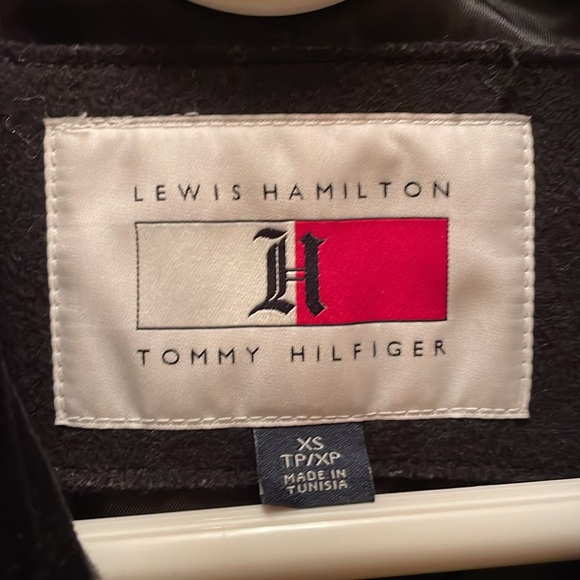 LEWIS HAMILTON
H
TOMMY HILFIGER
XS
TP/XP
MADE IN
TUNISIA